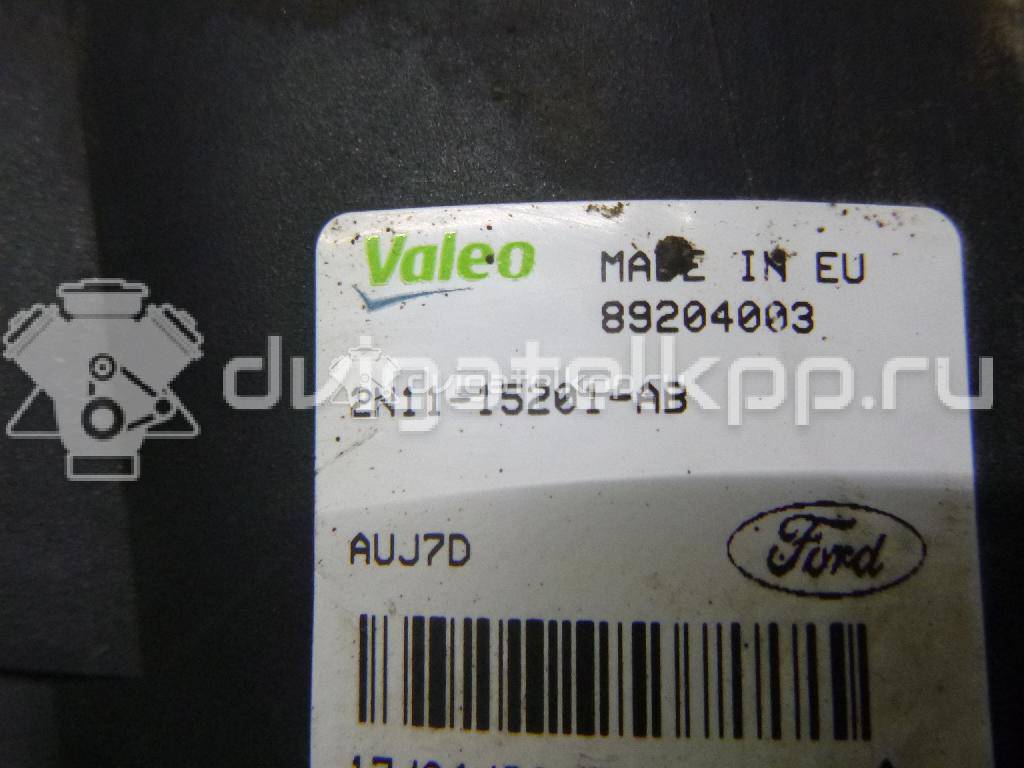 Valeo
MADE IN EU
89204003
dvigatelkpp.ru
2N11-15201-AB
AUJ7D
Ford